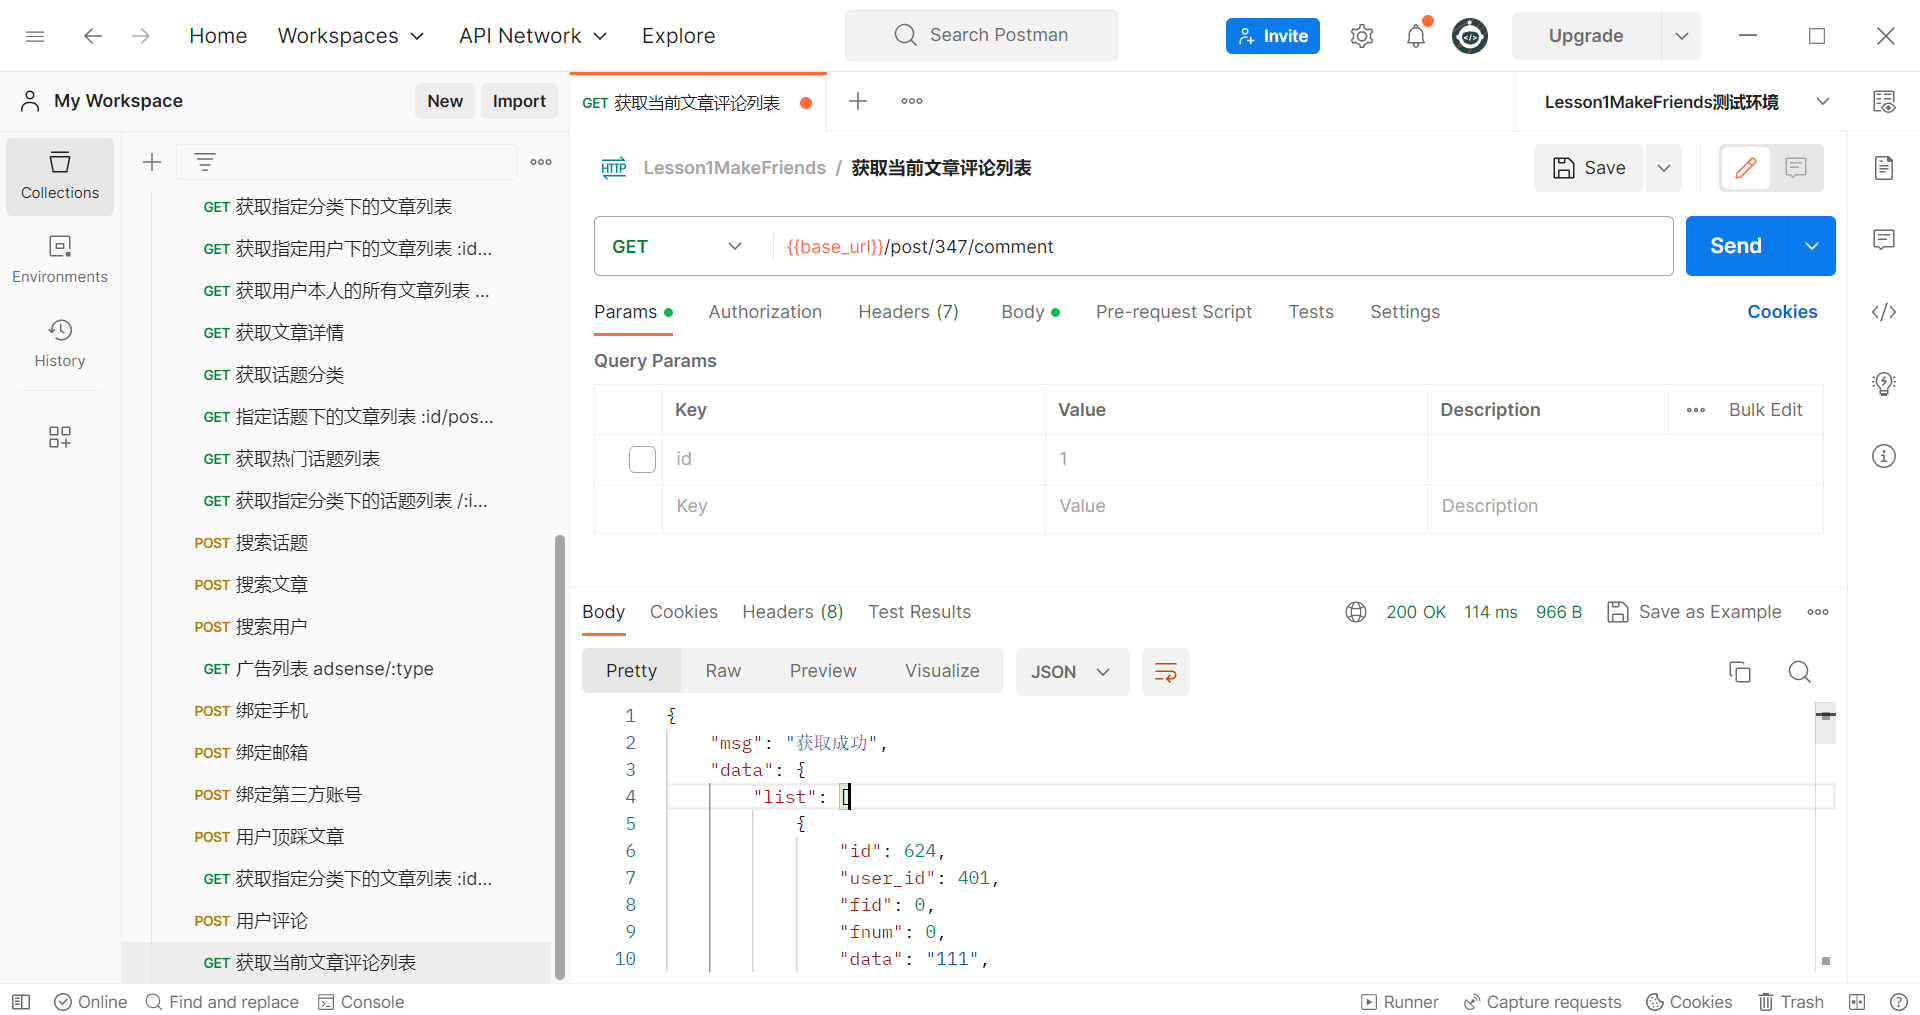 Home
Workspaces
API Network
Explore
Search Postman
Invite
Upgrade
My Workspace
New
Import
GET 获取当前文章评论列表
Lesson1MakeFriends测试环境
Collections
Environments
History
GET 获取指定分类下的文章列表
GET 获取指定用户下的文章列表 :id...
GET 获取用户本人的所有文章列表 ...
GET 获取文章详情
GET 获取话题分类
GET 指定话题下的文章列表 :id/pos...
GET 获取热门话题列表
GET 获取指定分类下的话题列表 /:i...
POST 搜索话题
POST 搜索文章
POST 搜索用户
GET 广告列表 adsense/:type
POST 绑定手机
POST 绑定邮箱
POST 绑定第三方账号
POST 用户顶踩文章
GET 获取指定分类下的文章列表 :id...
POST 用户评论
GET 获取当前文章评论列表
HTTP Lesson1MakeFriends / 获取当前文章评论列表
Save
GET
{{base_url}}/post/347/comment
Send
Params
Authorization
Headers (7)
Body
Pre-request Script
Tests
Settings
Cookies
Query Params
Key Value Description ••• Bulk Edit
id 1
Key Value Description
Body
Cookies
Headers (8)
Test Results
200 OK 114 ms 966 B
Save as Example
Pretty
Raw
Preview
Visualize
JSON
1 {
2 "msg": "获取成功",
3 "data": {
4 "list": [
5 {
6 "id": 624,
7 "user_id": 401,
8 "fid": 0,
9 "fnum": 0,
10 "data": "111",
Online
Find and replace
Console
Runner
Capture requests
Cookies
Trash